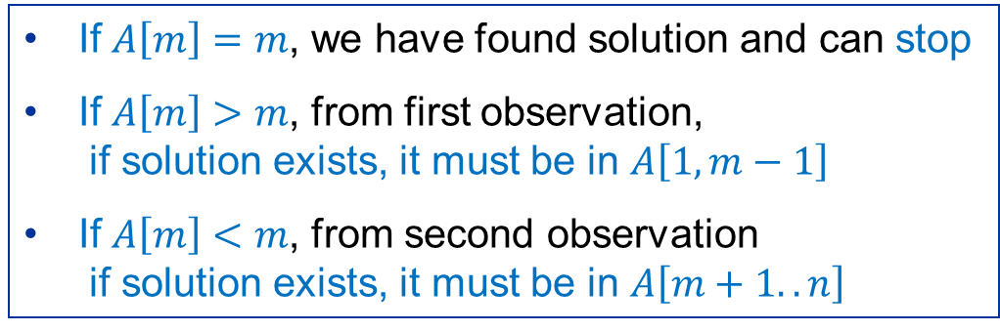 • If A[m] = m, we have found solution and can stop
• If A[m] > m, from first observation,
if solution exists, it must be in A[1, m − 1]
• If A[m] < m, from second observation
if solution exists, it must be in A[m + 1. . n]